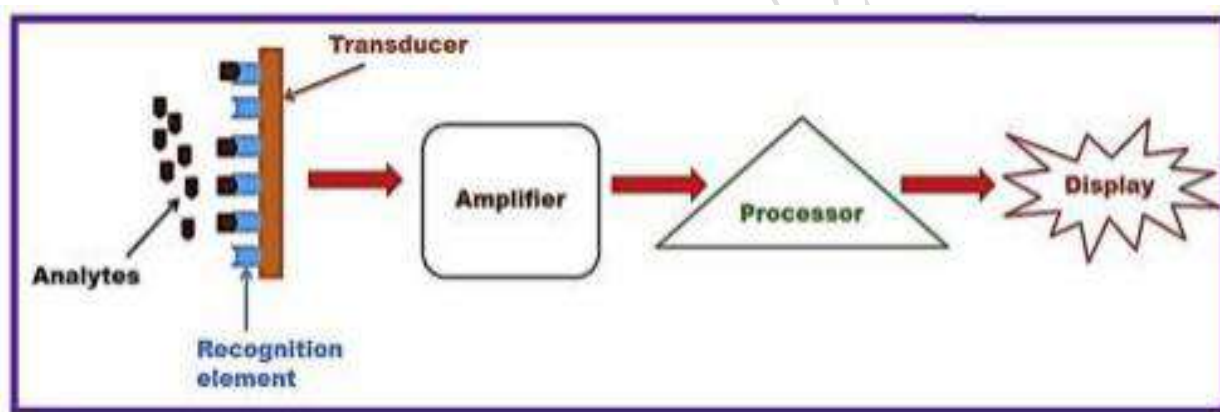 Transducer
Amplifier
Processor
Display
Analytes
Recognition
element